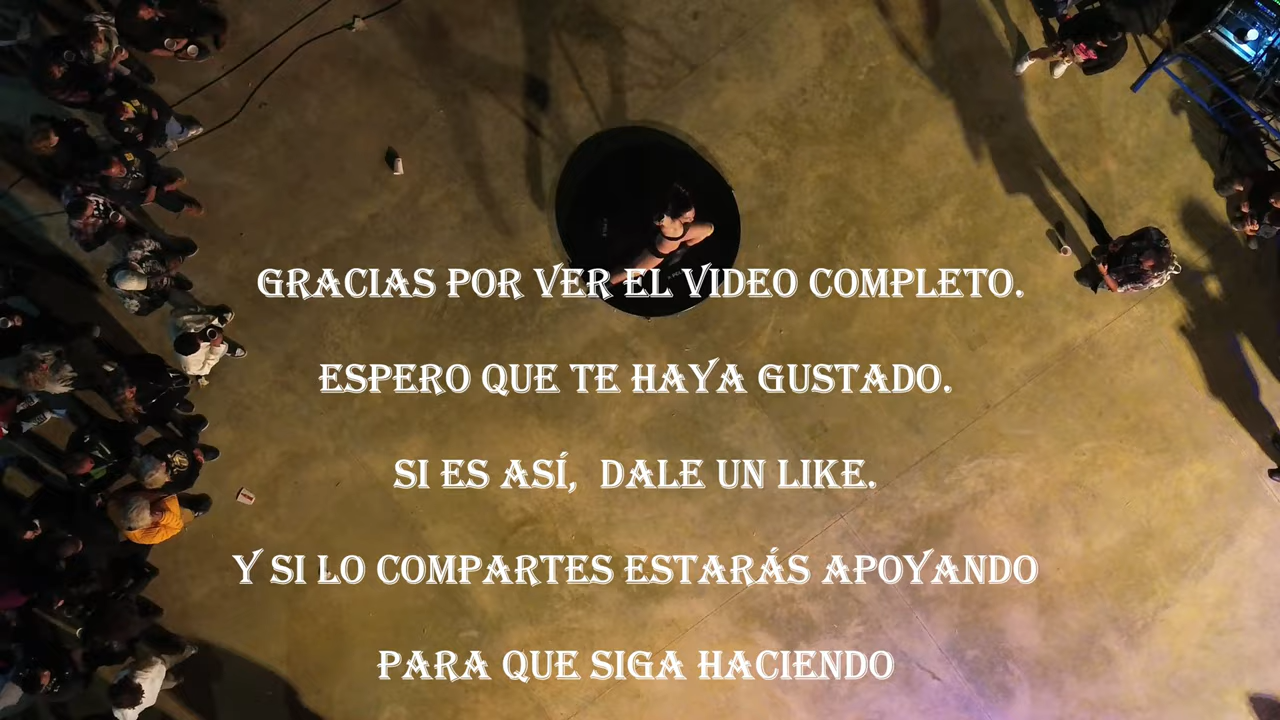 GRACIAS POR VER EL VIDEO COMPLETO.
ESPERO QUE TE HAYA GUSTADO.
SI ES ASÍ, DALE UN LIKE.
Y SI LO COMPARTES ESTARÁS APOYANDO
PARA QUE SIGA HACIENDO